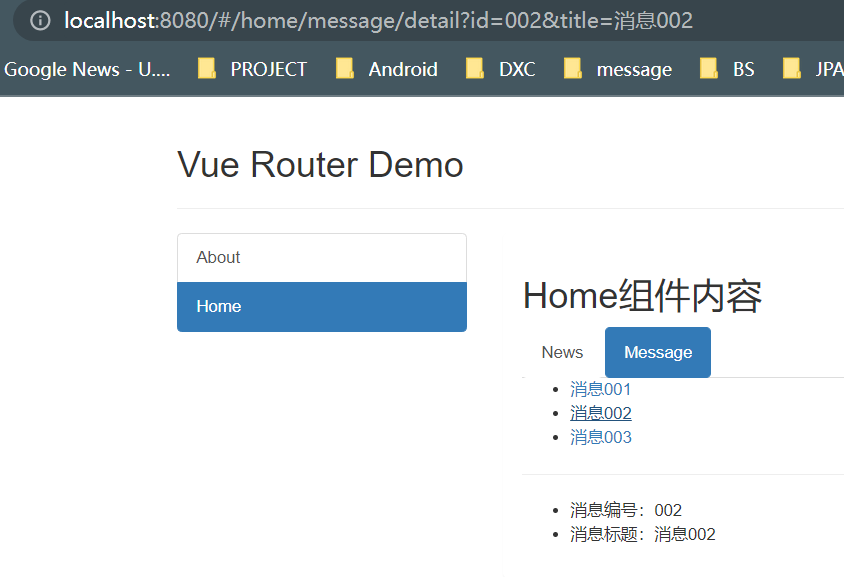 localhost:8080/#/home/message/detail?id=002&title=消息002
Google News - U.... PROJECT Android DXC message BS JPA
Vue Router Demo
About
Home
Home组件内容
News Message
消息001
消息002
消息003
消息编号：002
消息标题：消息002